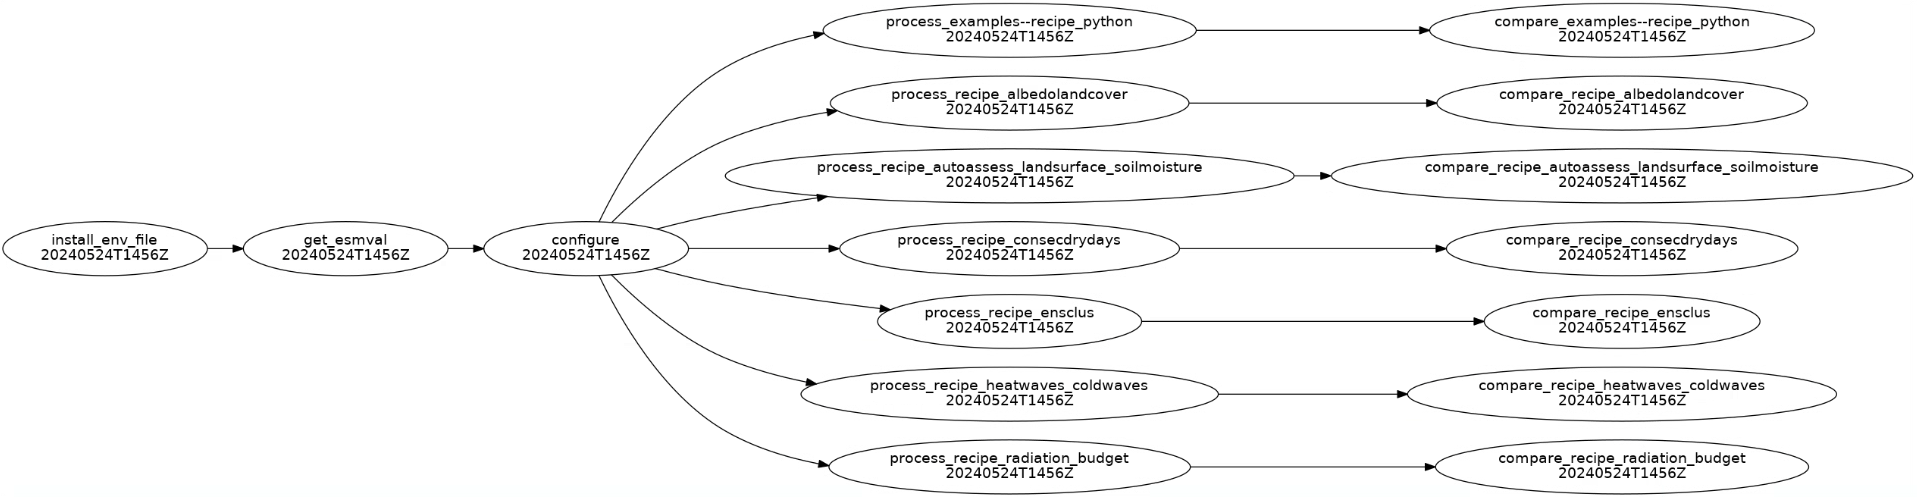 install_env_file
20240524T1456Z
get_esmval
20240524T1456Z
configure
20240524T1456Z
process_examples--recipe_python
20240524T1456Z
compare_examples--recipe_python
20240524T1456Z
process_recipe_albedolandcover
20240524T1456Z
compare_recipe_albedolandcover
20240524T1456Z
process_recipe_autoassess_landsurface_soilmoisture
20240524T1456Z
compare_recipe_autoassess_landsurface_soilmoisture
20240524T1456Z
process_recipe_consecdrydays
20240524T1456Z
compare_recipe_consecdrydays
20240524T1456Z
process_recipe_ensclus
20240524T1456Z
compare_recipe_ensclus
20240524T1456Z
process_recipe_heatwaves_coldwaves
20240524T1456Z
compare_recipe_heatwaves_coldwaves
20240524T1456Z
process_recipe_radiation_budget
20240524T1456Z
compare_recipe_radiation_budget
20240524T1456Z